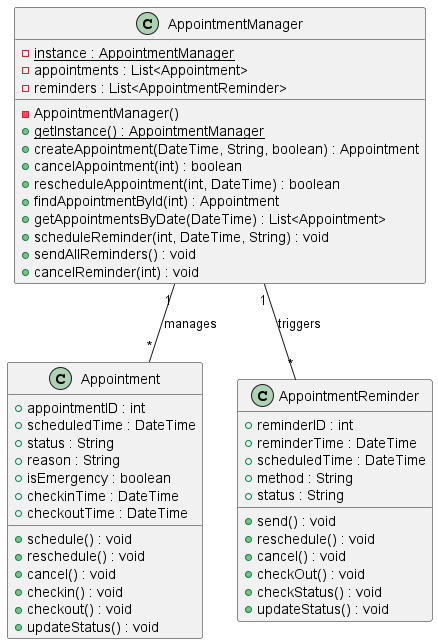 C AppointmentManager
instance : AppointmentManager
appointments : List<Appointment>
reminders : List<AppointmentReminder>
AppointmentManager()
getInstance() : AppointmentManager
createAppointment(DateTime, String, boolean) : Appointment
cancelAppointment(int) : boolean
rescheduleAppointment(int, DateTime) : boolean
findAppointmentById(int) : Appointment
getAppointmentsByDate(DateTime) : List<Appointment>
scheduleReminder(int, DateTime, String) : void
sendAllReminders() : void
cancelReminder(int) : void
1
1
manages
triggers
*
*
C Appointment
appointmentID : int
scheduledTime : DateTime
status : String
reason : String
isEmergency : boolean
checkinTime : DateTime
checkoutTime : DateTime
schedule() : void
reschedule() : void
cancel() : void
checkin() : void
checkout() : void
updateStatus() : void
C AppointmentReminder
reminderID : int
reminderTime : DateTime
scheduledTime : DateTime
method : String
status : String
send() : void
reschedule() : void
cancel() : void
checkOut() : void
checkStatus() : void
updateStatus() : void